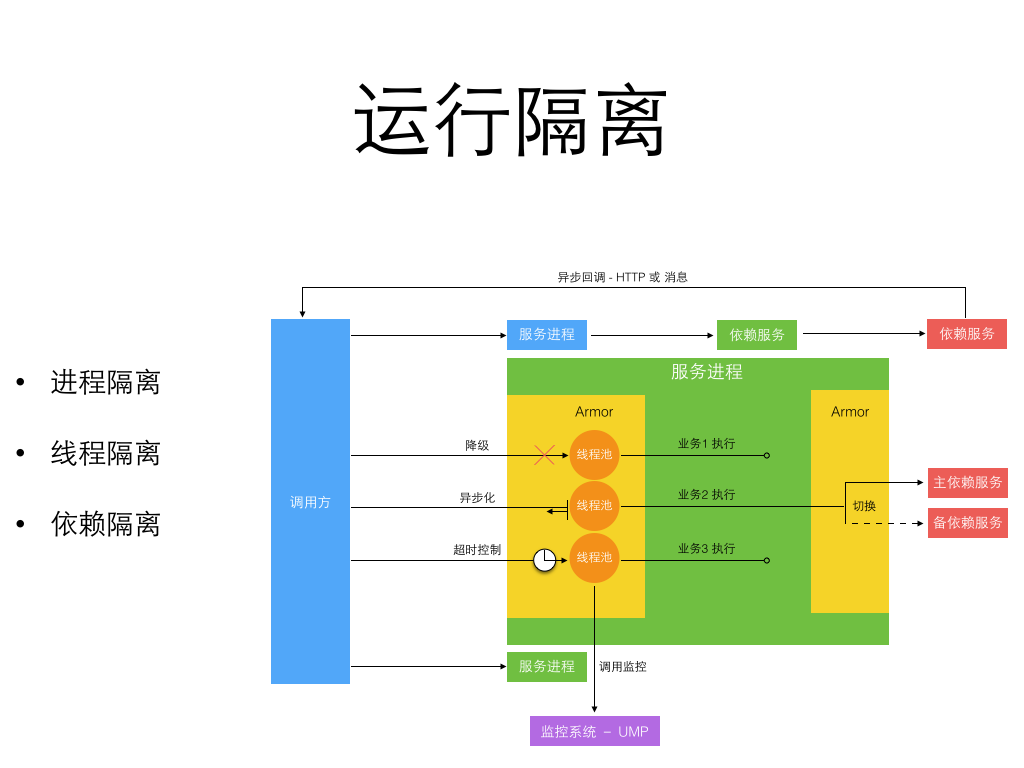 运行隔离
• 进程隔离
• 线程隔离
• 依赖隔离
异步回调 - HTTP 或 消息
调用方
服务进程
依赖服务
依赖服务
服务进程
Armor
Armor
降级
线程池
业务1 执行
异步化
线程池
业务2 执行
切换
主依赖服务
备依赖服务
超时控制
线程池
业务3 执行
服务进程
调用监控
监控系统 － UMP